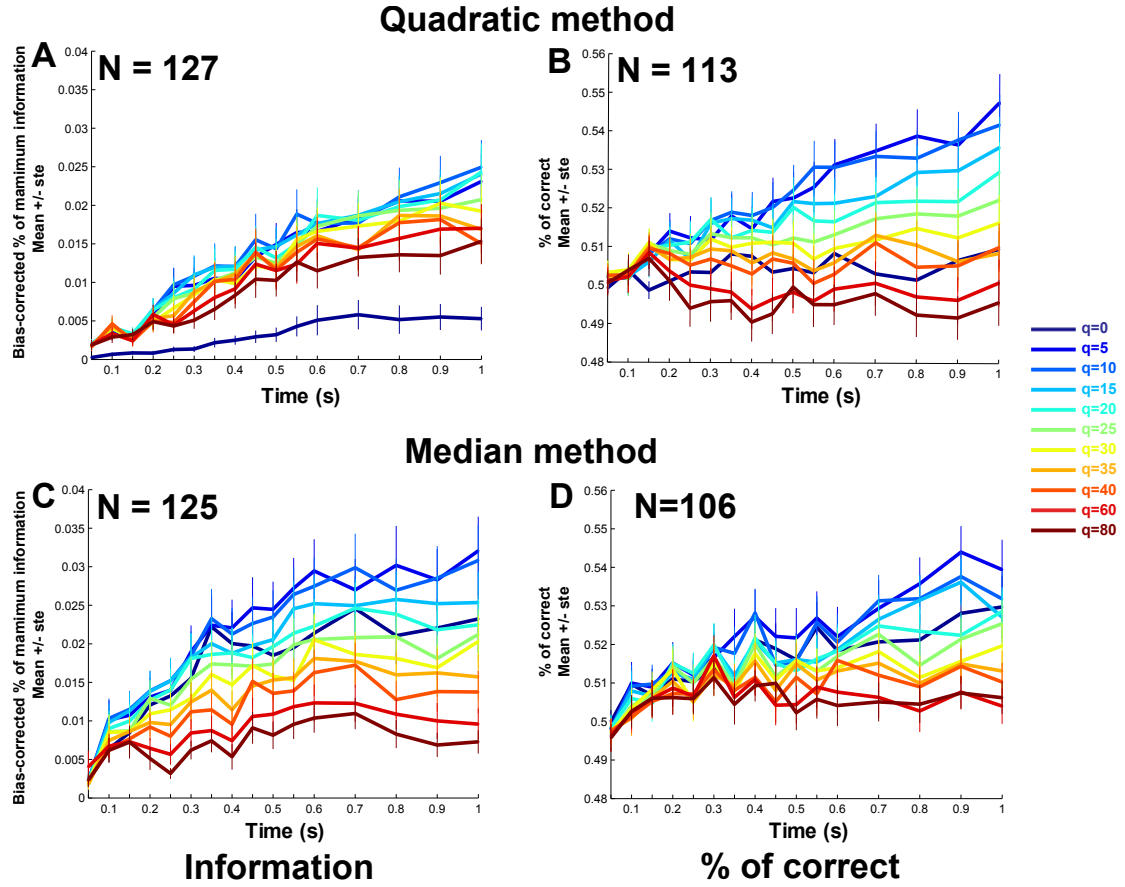 Quadratic method
A
N = 127
Bias-corrected % of mamimum information
Mean +/- ste
0.04
0.035
0.03
0.025
0.02
0.015
0.01
0.005
0
0.1 0.2 0.3 0.4 0.5 0.6 0.7 0.8 0.9 1
Time (s)
B
N = 113
% of correct
Mean +/- ste
0.56
0.55
0.54
0.53
0.52
0.51
0.5
0.49
0.48
0.1 0.2 0.3 0.4 0.5 0.6 0.7 0.8 0.9 1
Time (s)
q=0
q=5
q=10
q=15
q=20
q=25
q=30
q=35
q=40
q=60
q=80
Median method
C
N = 125
Bias-corrected % of mamimum information
Mean +/- ste
0.04
0.035
0.03
0.025
0.02
0.015
0.01
0.005
0
0.1 0.2 0.3 0.4 0.5 0.6 0.7 0.8 0.9 1
Time (s)
Information
D
N=106
% of correct
Mean +/- ste
0.56
0.55
0.54
0.53
0.52
0.51
0.5
0.49
0.48
0.1 0.2 0.3 0.4 0.5 0.6 0.7 0.8 0.9 1
Time (s)
% of correct